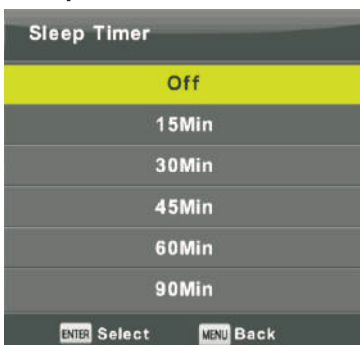 Sleep Timer
Off
15Min
30Min
45Min
60Min
90Min
ENTER Select MENU Back